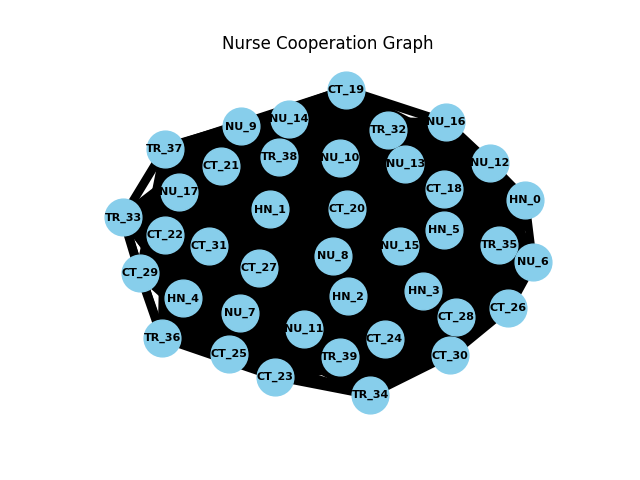 Nurse Cooperation Graph
CT_19
NU_14
NU_16
NU_9
TR_32
TR_37
TR_38
NU_10
NU_13
NU_12
CT_21
NU_17
CT_18
HN_0
HN_1
CT_20
TR_33
CT_22
HN_5
CT_31
NU_15
TR_35
NU_8
NU_6
CT_27
CT_29
HN_4
HN_2
HN_3
CT_26
NU_7
CT_28
NU_11
TR_36
CT_24
CT_25
TR_39
CT_30
CT_23
TR_34